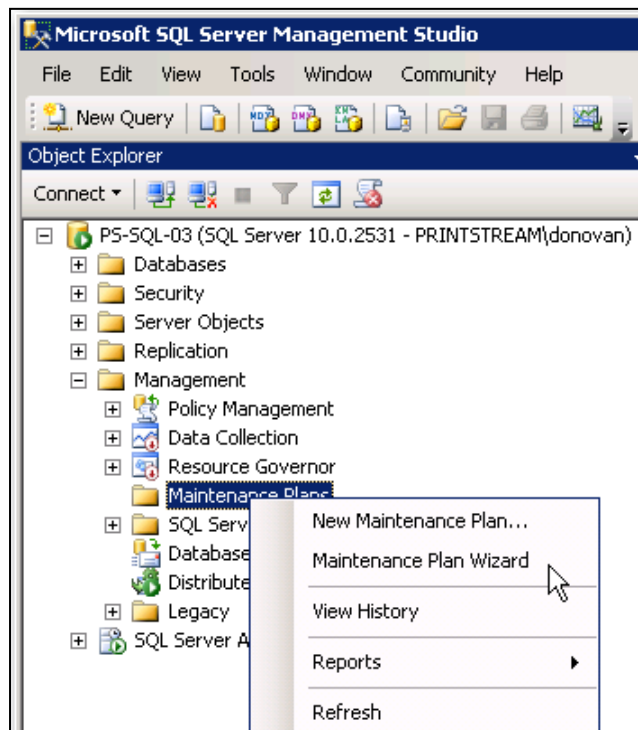 Microsoft SQL Server Management Studio
File Edit View Tools Window Community Help
New Query
Object Explorer
Connect
PS-SQL-03 (SQL Server 10.0.2531 - PRINTSTREAM\donovan)
Databases
Security
Server Objects
Replication
Management
Policy Management
Data Collection
Resource Governor
Maintenance Plans
SQL Serv
Database
Distribute
Legacy
SQL Server A
New Maintenance Plan...
Maintenance Plan Wizard
View History
Reports
Refresh